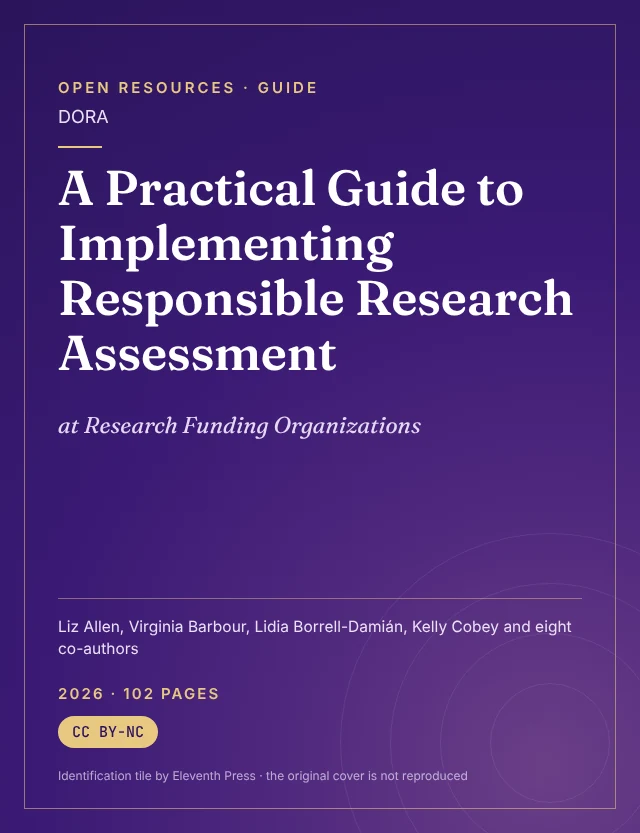 OPEN RESOURCES · GUIDE
DORA
A Practical Guide to
Implementing
Responsible Research
Assessment
at Research Funding Organizations
Liz Allen, Virginia Barbour, Lidia Borrell-Damián, Kelly Cobey and eight
co-authors
2026 · 102 PAGES
CC BY-NC
Identification tile by Eleventh Press · the original cover is not reproduced